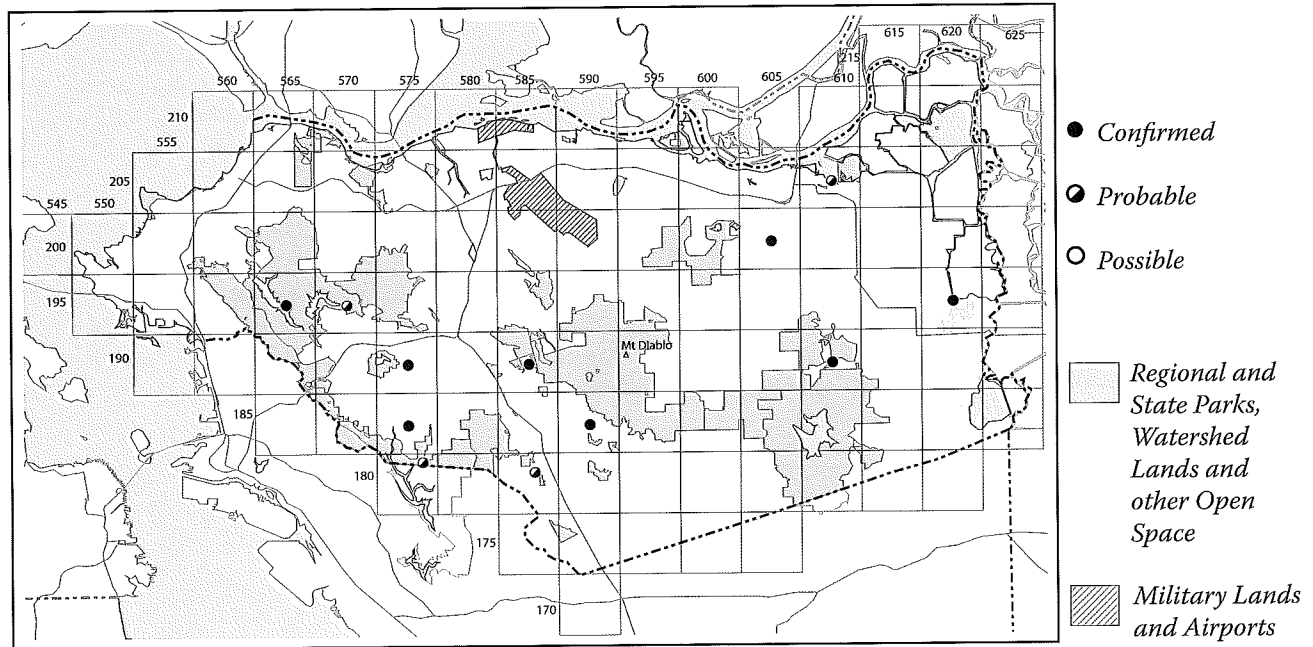 615
620
625
215
560
565
570
575
580
585
590
595
600
605
610
210
555
205
545
550
200
195
190
Mt Diablo
185
180
175
170
Confirmed
Probable
Possible
Regional and
State Parks,
Watershed
Lands and
other Open
Space
Military Lands
and Airports